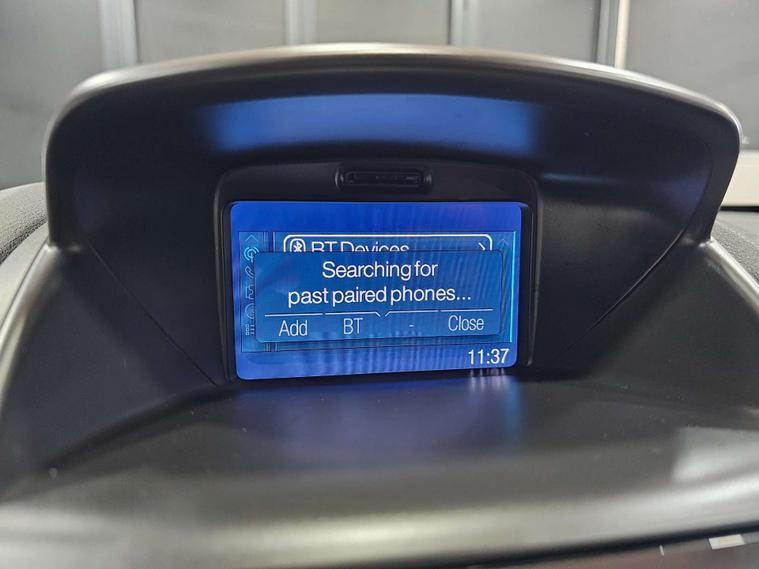 BT Devices
Searching for
past paired phones...
Add BT - Close
11:37